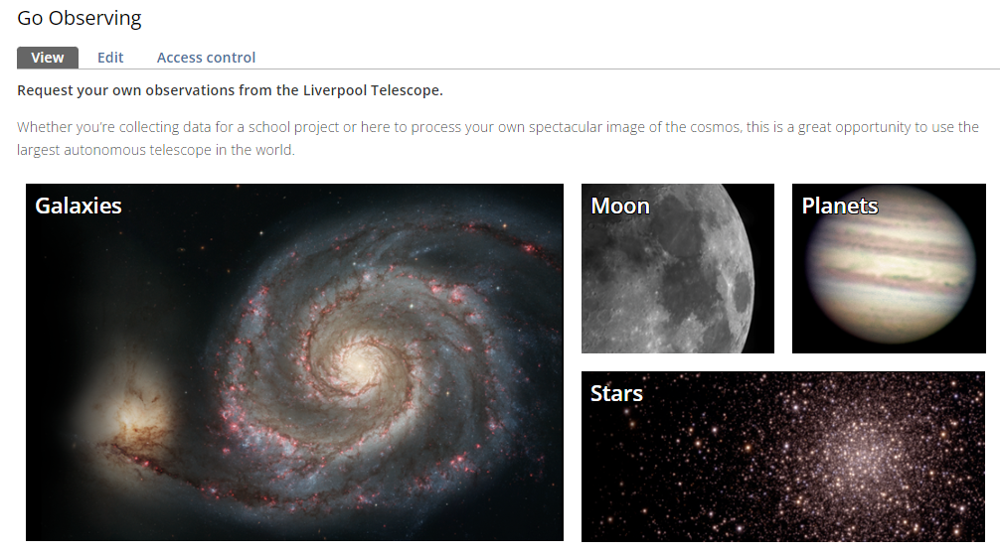 Go Observing
View Edit Access control
Request your own observations from the Liverpool Telescope.
Whether you're collecting data for a school project or here to process your own spectacular image of the cosmos, this is a great opportunity to use the
largest autonomous telescope in the world.
Galaxies
Moon
Planets
Stars